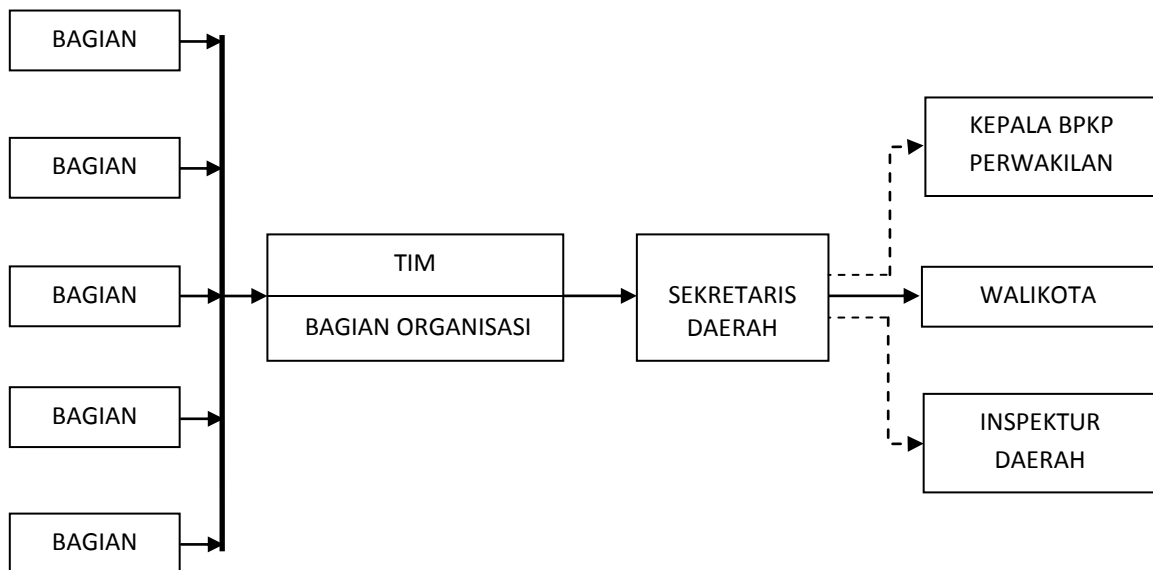 BAGIAN
BAGIAN
BAGIAN
BAGIAN
BAGIAN
TIM
BAGIAN ORGANISASI
SEKRETARIS
DAERAH
KEPALA BPKP
PERWAKILAN
WALIKOTA
INSPEKTUR
DAERAH